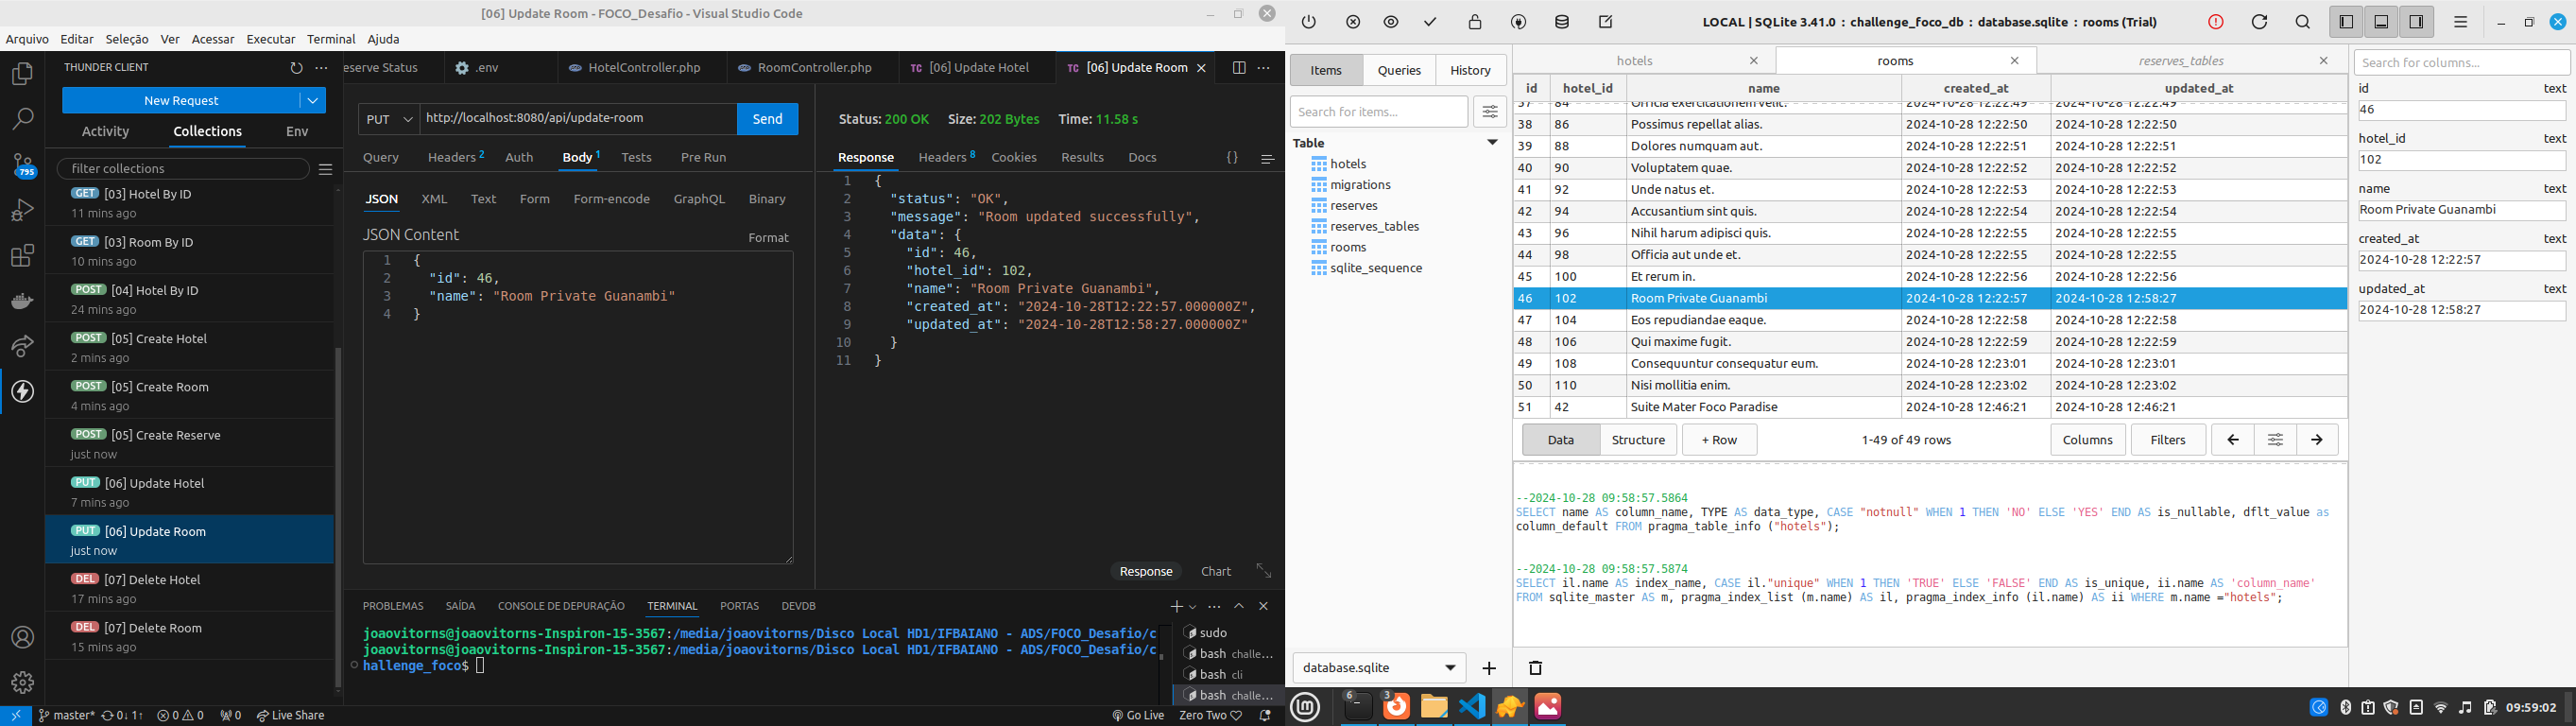 [06] Update Room - FOCO_Desafio - Visual Studio Code
Arquivo Editar Seleção Ver Acessar Executar Terminal Ajuda
THUNDER CLIENT
New Request
Activity Collections Env
filter collections
GET [03] Hotel By ID
11 mins ago
GET [03] Room By ID
10 mins ago
POST [04] Hotel By ID
24 mins ago
POST [05] Create Hotel
2 mins ago
POST [05] Create Room
4 mins ago
POST [05] Create Reserve
just now
PUT [06] Update Hotel
7 mins ago
PUT [06] Update Room
just now
DEL [07] Delete Hotel
17 mins ago
DEL [07] Delete Room
15 mins ago
795
eserve Status .env HotelController.php RoomController.php TC [06] Update Hotel TC [06] Update Room
PUT http://localhost:8080/api/update-room Send
Query Headers 2 Auth Body 1 Tests Pre Run
JSON XML Text Form Form-encode GraphQL Binary
JSON Content Format
1 {
2 "id": 46,
3 "name": "Room Private Guanambi"
4 }
Status: 200 OK Size: 202 Bytes Time: 11.58 s
Response Headers 8 Cookies Results Docs {}
1 {
2 "status": "OK",
3 "message": "Room updated successfully",
4 "data": {
5 "id": 46,
6 "hotel_id": 102,
7 "name": "Room Private Guanambi",
8 "created_at": "2024-10-28T12:22:57.000000Z",
9 "updated_at": "2024-10-28T12:58:27.000000Z"
10 }
11 }
Response Chart
PROBLEMAS SAÍDA CONSOLE DE DEPURAÇÃO TERMINAL PORTAS DEVDB
joaovitorns@joaovitorns-Inspiron-15-3567:/media/joaovitorns/Disco Local HD1/IFBAIANO - ADS/FOCO_Desafio/c
joaovitorns@joaovitorns-Inspiron-15-3567:/media/joaovitorns/Disco Local HD1/IFBAIANO - ADS/FOCO_Desafio/c
hallenge_foco$
sudo
bash challe...
bash cli
bash challe...
master* 0↓ 1↑ 0 0 0 Live Share Go Live Zero Two
LOCAL | SQLite 3.41.0 : challenge_foco_db : database.sqlite : rooms (Trial)
Items Queries History
Search for items...
Table
hotels
migrations
reserves
reserves_tables
rooms
sqlite_sequence
database.sqlite
hotels rooms reserves_tables
id hotel_id name created_at updated_at
37 84 Officia exercitationem velit. 2024-10-28 12:22:49 2024-10-28 12:22:49
38 86 Possimus repellat alias. 2024-10-28 12:22:50 2024-10-28 12:22:50
39 88 Dolores numquam aut. 2024-10-28 12:22:51 2024-10-28 12:22:51
40 90 Voluptatem quae. 2024-10-28 12:22:52 2024-10-28 12:22:52
41 92 Unde natus et. 2024-10-28 12:22:53 2024-10-28 12:22:53
42 94 Accusantium sint quis. 2024-10-28 12:22:54 2024-10-28 12:22:54
43 96 Nihil harum adipisci quis. 2024-10-28 12:22:55 2024-10-28 12:22:55
44 98 Officia aut unde et. 2024-10-28 12:22:55 2024-10-28 12:22:55
45 100 Et rerum in. 2024-10-28 12:22:56 2024-10-28 12:22:56
46 102 Room Private Guanambi 2024-10-28 12:22:57 2024-10-28 12:58:27
47 104 Eos repudiandae eaque. 2024-10-28 12:22:58 2024-10-28 12:22:58
48 106 Qui maxime fugit. 2024-10-28 12:22:59 2024-10-28 12:22:59
49 108 Consequuntur consequatur eum. 2024-10-28 12:23:01 2024-10-28 12:23:01
50 110 Nisi mollitia enim. 2024-10-28 12:23:02 2024-10-28 12:23:02
51 42 Suite Mater Foco Paradise 2024-10-28 12:46:21 2024-10-28 12:46:21
Data Structure + Row 1-49 of 49 rows Columns Filters
--2024-10-28 09:58:57.5864
SELECT name AS column_name, TYPE AS data_type, CASE "notnull" WHEN 1 THEN 'NO' ELSE 'YES' END AS is_nullable, dflt_value as
column_default FROM pragma_table_info ("hotels");
--2024-10-28 09:58:57.5874
SELECT il.name AS index_name, CASE il."unique" WHEN 1 THEN 'TRUE' ELSE 'FALSE' END AS is_unique, ii.name AS 'column_name'
FROM sqlite_master AS m, pragma_index_list (m.name) AS il, pragma_index_info (il.name) AS ii WHERE m.name ="hotels";
Search for columns...
id text
46
hotel_id text
102
name text
Room Private Guanambi
created_at text
2024-10-28 12:22:57
updated_at text
2024-10-28 12:58:27
6 3
09:59:02